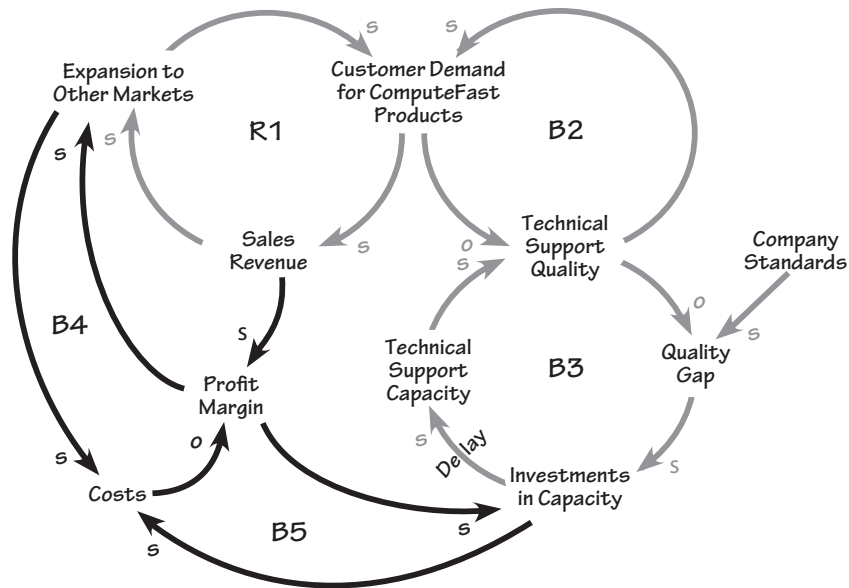 s
s
Expansion to
Other Markets
Customer Demand
for ComputeFast
Products
s
s
R1
B2
Sales
Revenue
s
o
s
Technical
Support
Quality
Company
Standards
B4
s
o
s
Technical
Support
Capacity
B3
Quality
Gap
Profit
Margin
o
s
Delay
s
s
Costs
Investments
in Capacity
s
B5
s